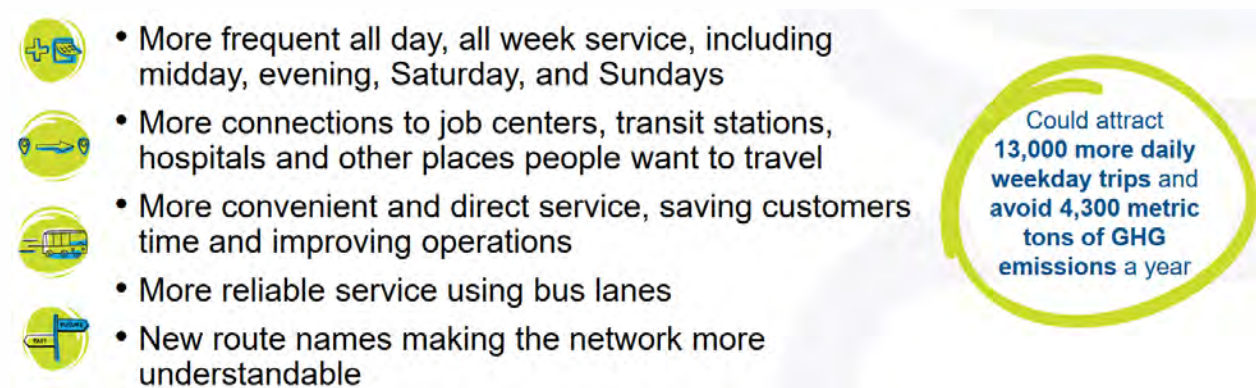 • More frequent all day, all week service, including
midday, evening, Saturday, and Sundays
• More connections to job centers, transit stations,
hospitals and other places people want to travel
• More convenient and direct service, saving customers
time and improving operations
• More reliable service using bus lanes
• New route names making the network more
understandable
Could attract
13,000 more daily
weekday trips and
avoid 4,300 metric
tons of GHG
emissions a year